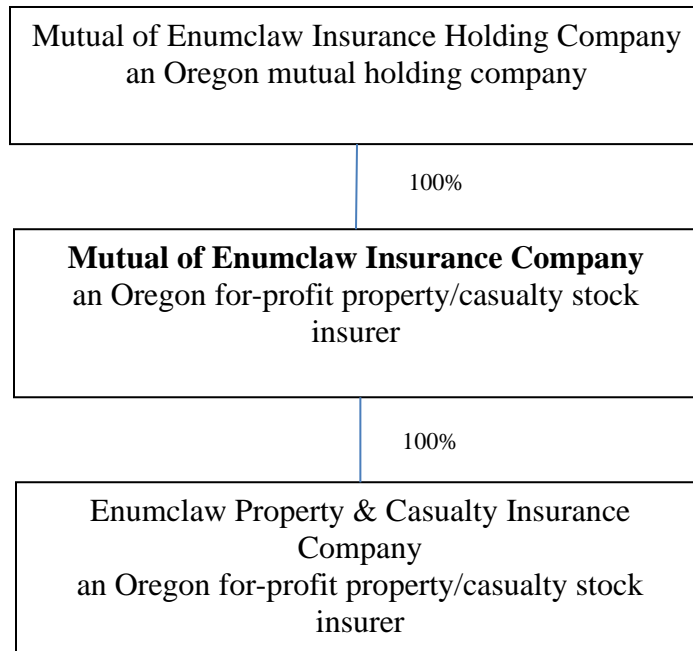 Mutual of Enumclaw Insurance Holding Company
an Oregon mutual holding company
100%
Mutual of Enumclaw Insurance Company
an Oregon for-profit property/casualty stock
insurer
100%
Enumclaw Property & Casualty Insurance
Company
an Oregon for-profit property/casualty stock
insurer